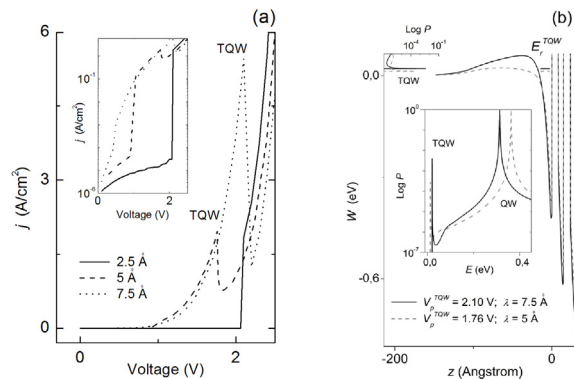 (a)
6
3
0
j (A/cm²)
0
1
2
Voltage (V)
TQW
TQW
2.5 Å
5 Å
7.5 Å
10⁻¹
10⁻⁶
j (A/cm²)
0
1
2
Voltage (V)
(b)
Log P
10⁻⁴
10⁻¹
E_r^TQW
0.0
-0.6
W (eV)
-200
-100
0
z (Angstrom)
V_p^TQW = 2.10 V; λ = 7.5 Å
V_p^TQW = 1.76 V; λ = 5 Å
10⁰
10⁻⁷
Log P
TQW
QW
0.0
0.4
E (eV)